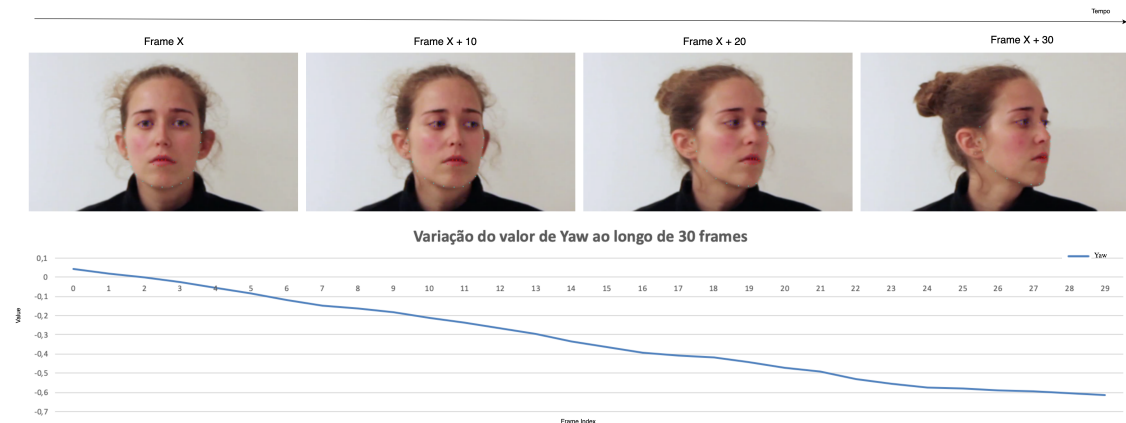 Tempo
Frame X Frame X + 10 Frame X + 20 Frame X + 30
Variação do valor de Yaw ao longo de 30 frames
Yaw
0,1
0
0 1 2 3 4 5 6 7 8 9 10 11 12 13 14 15 16 17 18 19 20 21 22 23 24 25 26 27 28 29
-0,1
-0,2
Value
-0,3
-0,4
-0,5
-0,6
-0,7
Frame Index